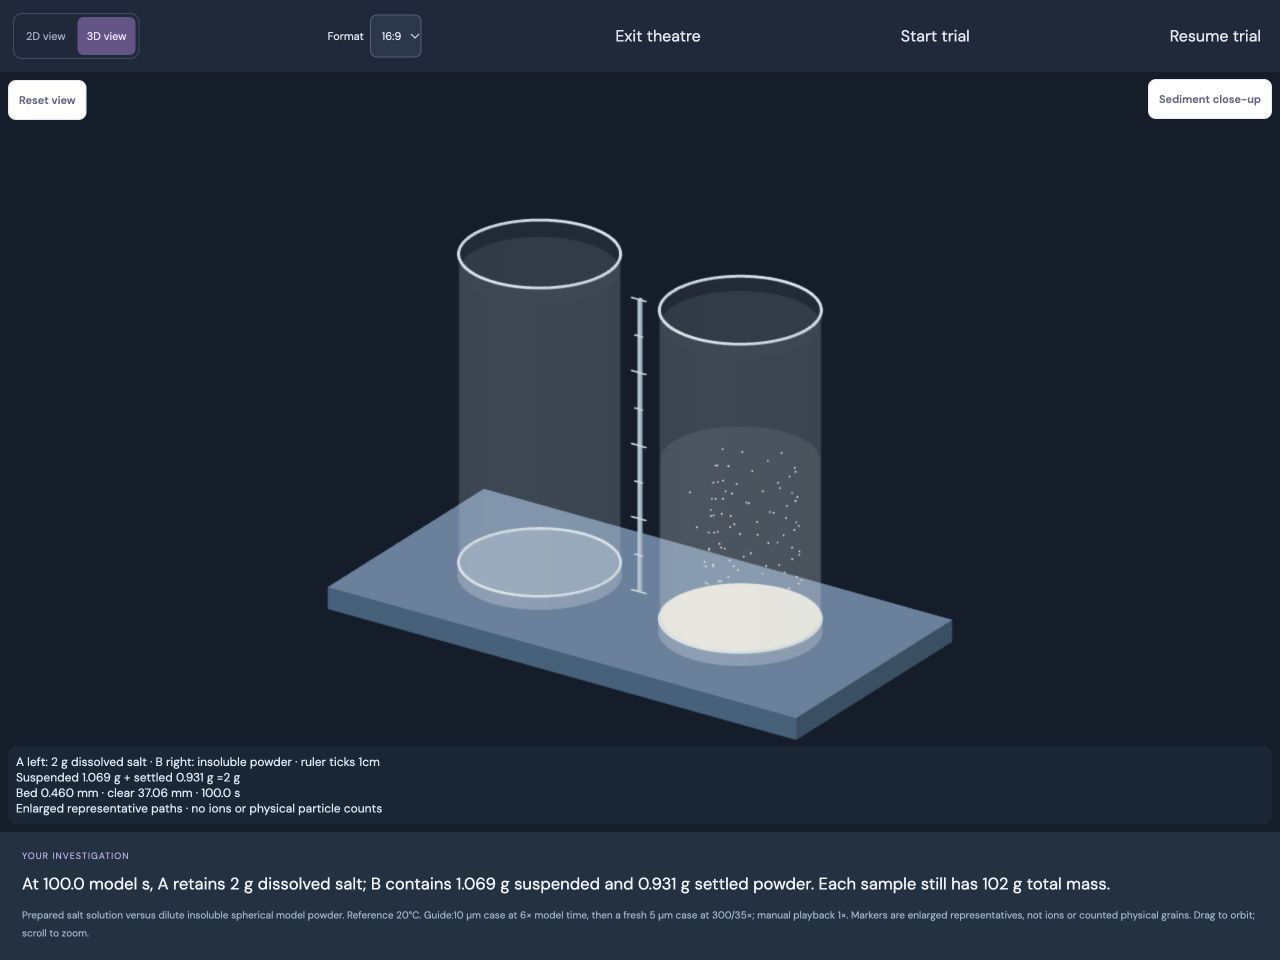 2D view
3D view
Format
16:9
Exit theatre
Start trial
Resume trial
Reset view
Sediment close-up
A left: 2 g dissolved salt · B right: insoluble powder · ruler ticks 1cm
Suspended 1.069 g + settled 0.931 g =2 g
Bed 0.460 mm · clear 37.06 mm · 100.0 s
Enlarged representative paths · no ions or physical particle counts
YOUR INVESTIGATION
At 100.0 model s, A retains 2 g dissolved salt; B contains 1.069 g suspended and 0.931 g settled powder. Each sample still has 102 g total mass.
Prepared salt solution versus dilute insoluble spherical model powder. Reference 20°C. Guide:10 µm case at 6× model time, then a fresh 5 µm case at 300/35×; manual playback 1×. Markers are enlarged representatives, not ions or counted physical grains. Drag to orbit;
scroll to zoom.